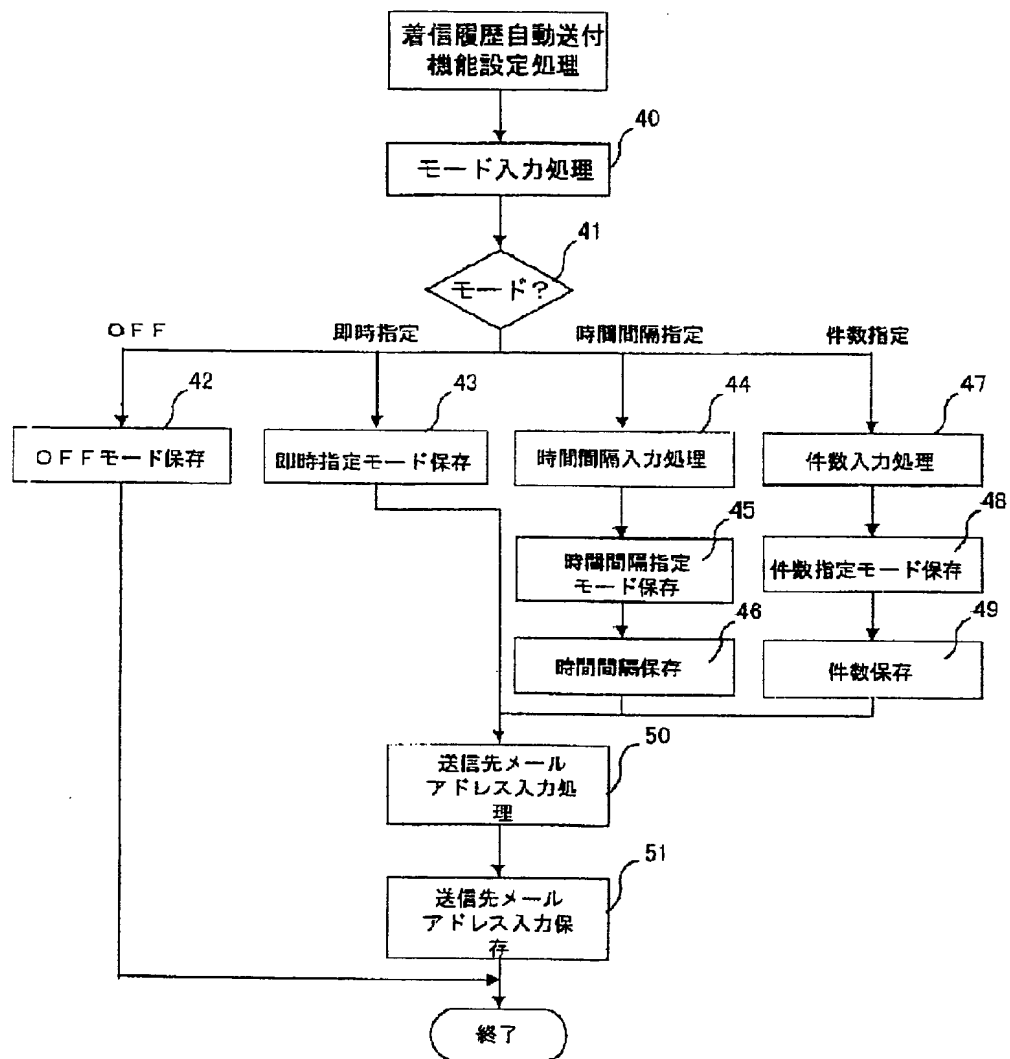 着信履歴自動送付
機能設定処理
40
モード入力処理
41
モード?
OFF
即時指定
時間間隔指定
件数指定
42
43
44
47
OFFモード保存
即時指定モード保存
時間間隔入力処理
件数入力処理
45
48
時間間隔指定
モード保存
件数指定モード保存
46
49
時間間隔保存
件数保存
50
送信先メール
アドレス入力処
理
51
送信先メール
アドレス入力保
存
終了